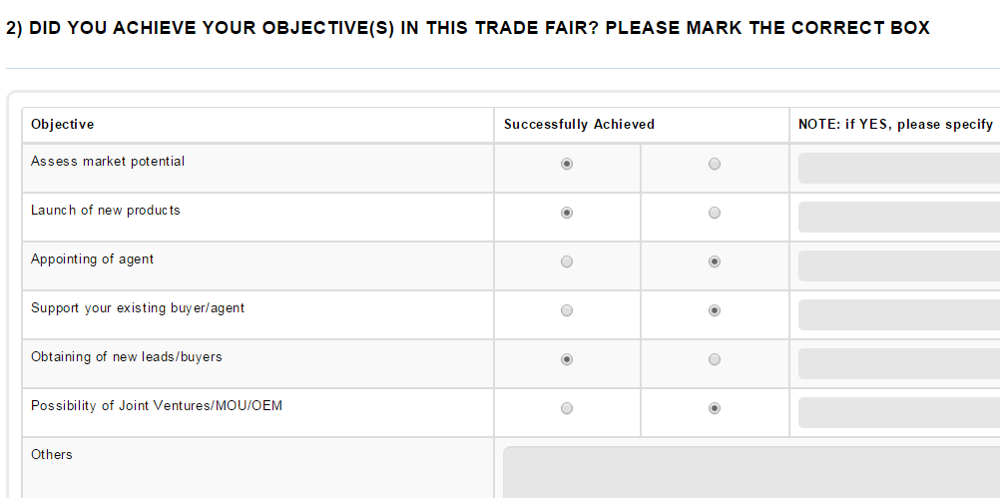 2) DID YOU ACHIEVE YOUR OBJECTIVE(S) IN THIS TRADE FAIR? PLEASE MARK THE CORRECT BOX
Objective Successfully Achieved NOTE: if YES, please specify
Assess market potential
Launch of new products
Appointing of agent
Support your existing buyer/agent
Obtaining of new leads/buyers
Possibility of Joint Ventures/MOU/OEM
Others